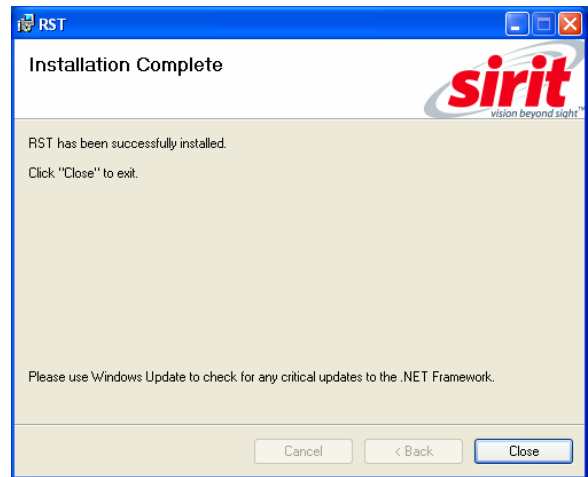 RST
Installation Complete
sirit
vision beyond sight™
RST has been successfully installed.
Click "Close" to exit.
Please use Windows Update to check for any critical updates to the .NET Framework.
Cancel
< Back
Close